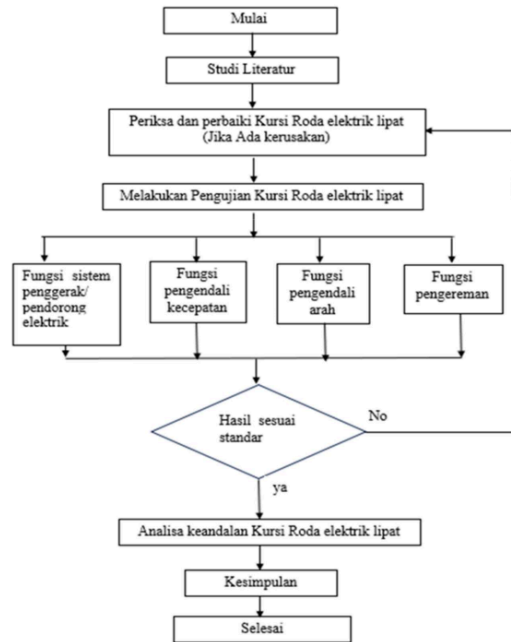 Mulai
Studi Literatur
Periksa dan perbaiki Kursi Roda elektrik lipat
(Jika Ada kerusakan)
Melakukan Pengujian Kursi Roda elektrik lipat
Fungsi sistem
penggerak/
pendorong
elektrik
Fungsi
pengendali
kecepatan
Fungsi
pengendali
arah
Fungsi
pengereman
Hasil sesuai
standar
No
ya
Analisa keandalan Kursi Roda elektrik lipat
Kesimpulan
Selesai